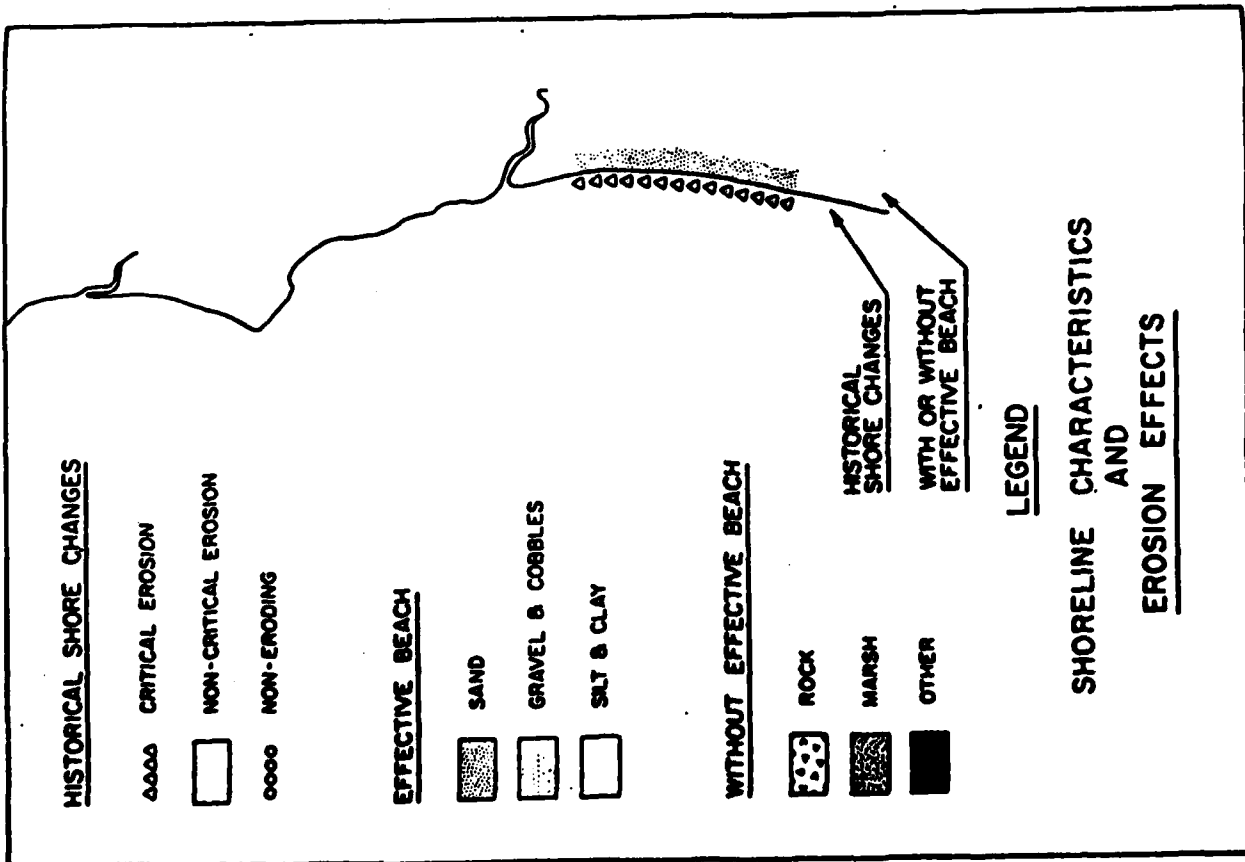 HISTORICAL SHORE CHANGES
CRITICAL EROSION
NON-CRITICAL EROSION
NON-ERODING
EFFECTIVE BEACH
SAND
GRAVEL & COBBLES
SILT & CLAY
WITHOUT EFFECTIVE BEACH
ROCK
MARSH
OTHER
HISTORICAL
SHORE CHANGES
WITH OR WITHOUT
EFFECTIVE BEACH
LEGEND
SHORELINE CHARACTERISTICS
AND
EROSION EFFECTS